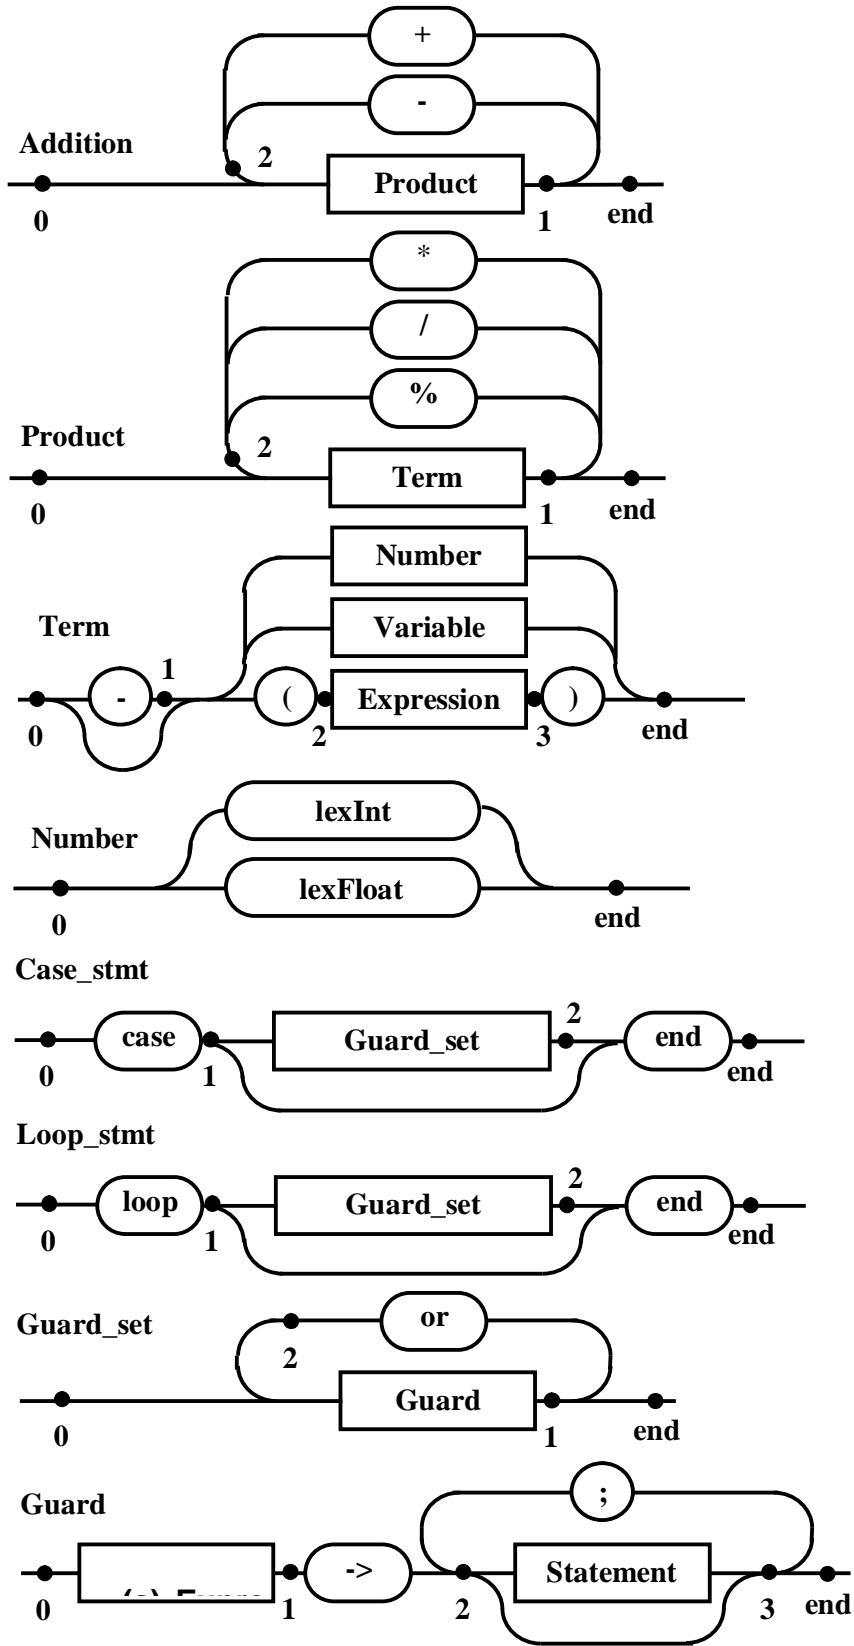 +
-
Addition
2
Product
0
1
end
*
/
%
Product
2
Term
0
1
end
Number
Term
Variable
1
-
(
Expression
)
0
2
3
end
lexInt
Number
lexFloat
0
end
Case_stmt
2
case
Guard_set
end
0
1
end
Loop_stmt
2
loop
Guard_set
end
0
1
end
or
Guard_set
2
Guard
0
1
end
;
Guard
->
Statement
0
1
2
3
end